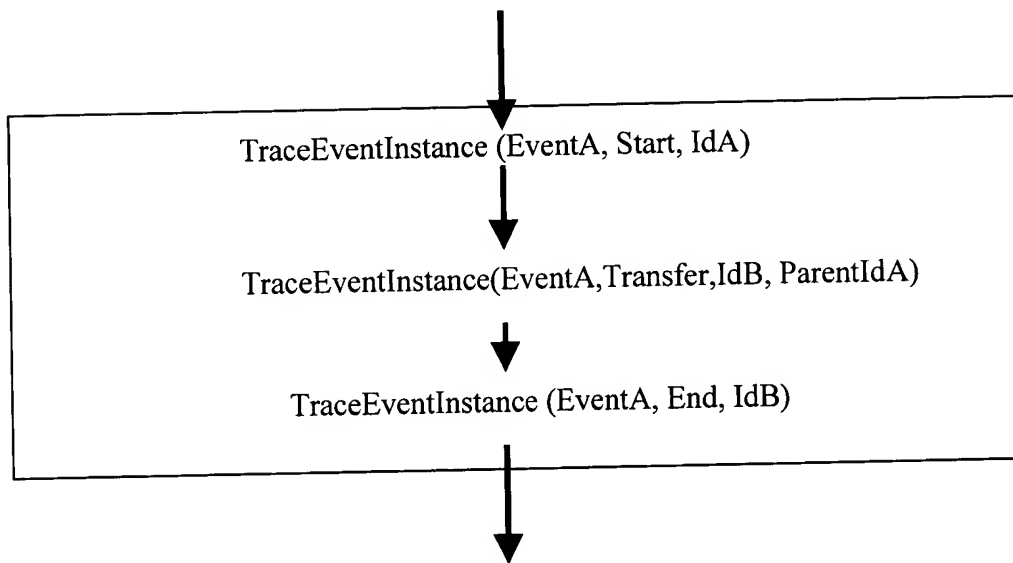 TraceEventInstance (EventA, Start, IdA)
TraceEventInstance(EventA,Transfer,IdB, ParentIdA)
TraceEventInstance (EventA, End, IdB)